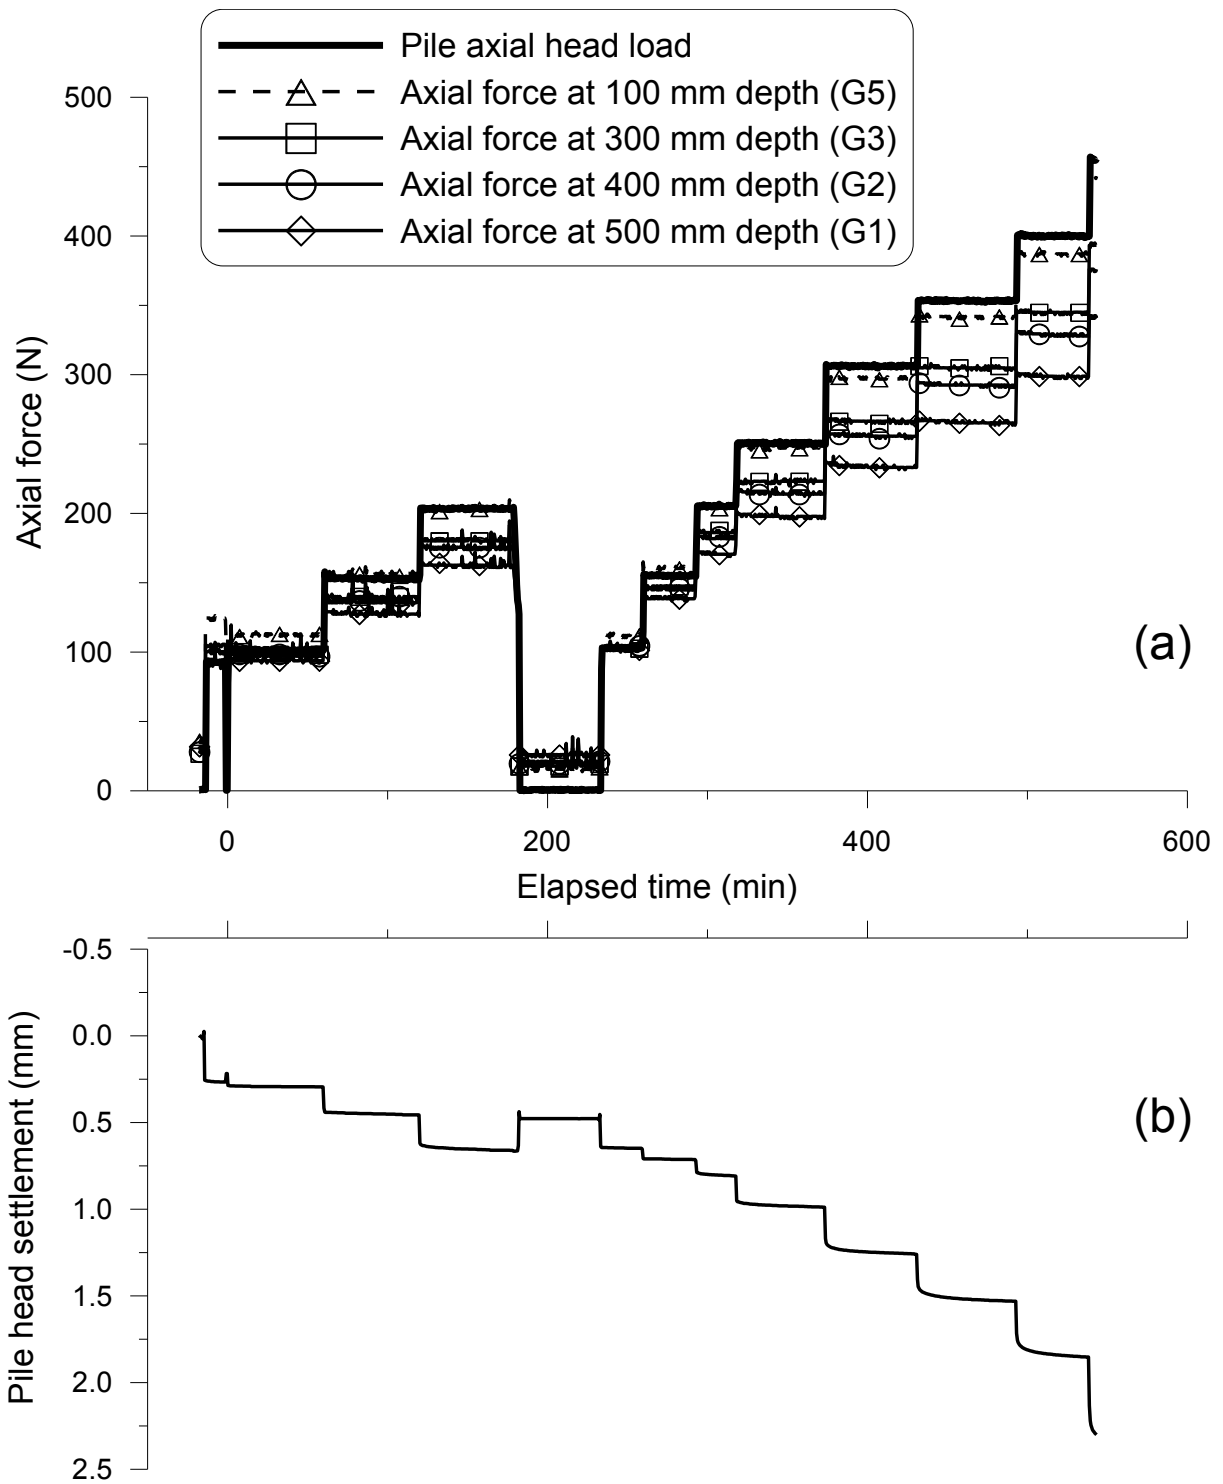 Pile axial head load
Axial force at 100 mm depth (G5)
Axial force at 300 mm depth (G3)
Axial force at 400 mm depth (G2)
Axial force at 500 mm depth (G1)
500
400
300
200
100
0
Axial force (N)
(a)
0 200 400 600
Elapsed time (min)
-0.5
0.0
0.5
1.0
1.5
2.0
2.5
Pile head settlement (mm)
(b)